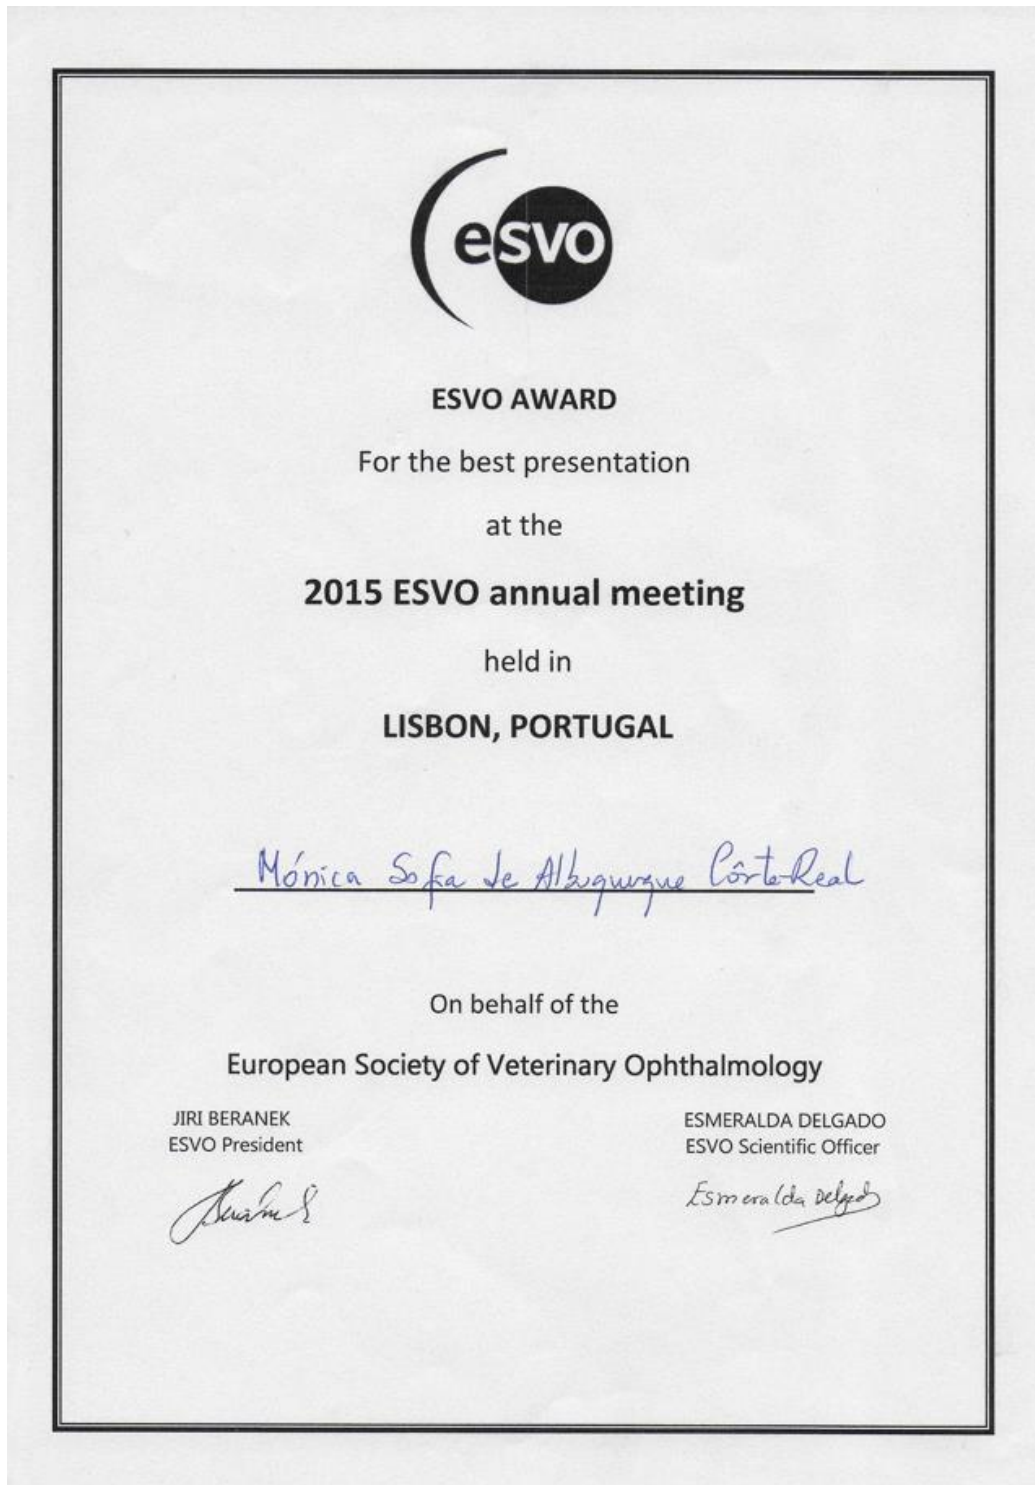 esvo
ESVO AWARD
For the best presentation
at the
2015 ESVO annual meeting
held in
LISBON, PORTUGAL
Mónica Sofia de Albuquerque Côrte-Real
On behalf of the
European Society of Veterinary Ophthalmology
JIRI BERANEK
ESVO President
ESMERALDA DELGADO
ESVO Scientific Officer
Esmeralda Delgado